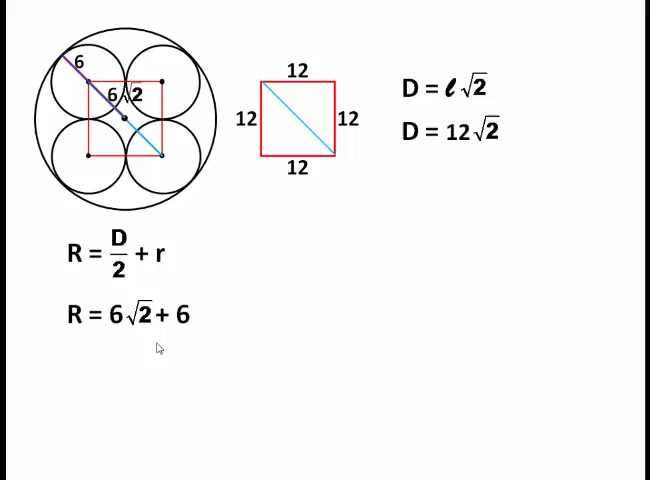 6
6√2
12
12
12
12
D = ℓ√2
D = 12√2
R = D/2 + r
R = 6√2 + 6